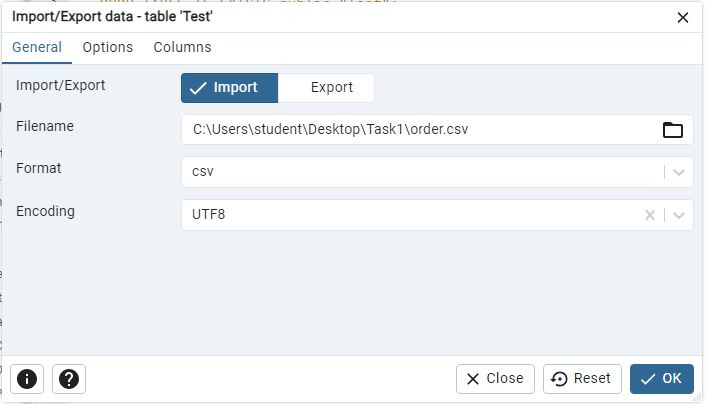 Import/Export data - table 'Test'
General Options Columns
Import/Export Import Export
Filename C:\Users\student\Desktop\Task1\order.csv
Format csv
Encoding UTF8
Close Reset OK